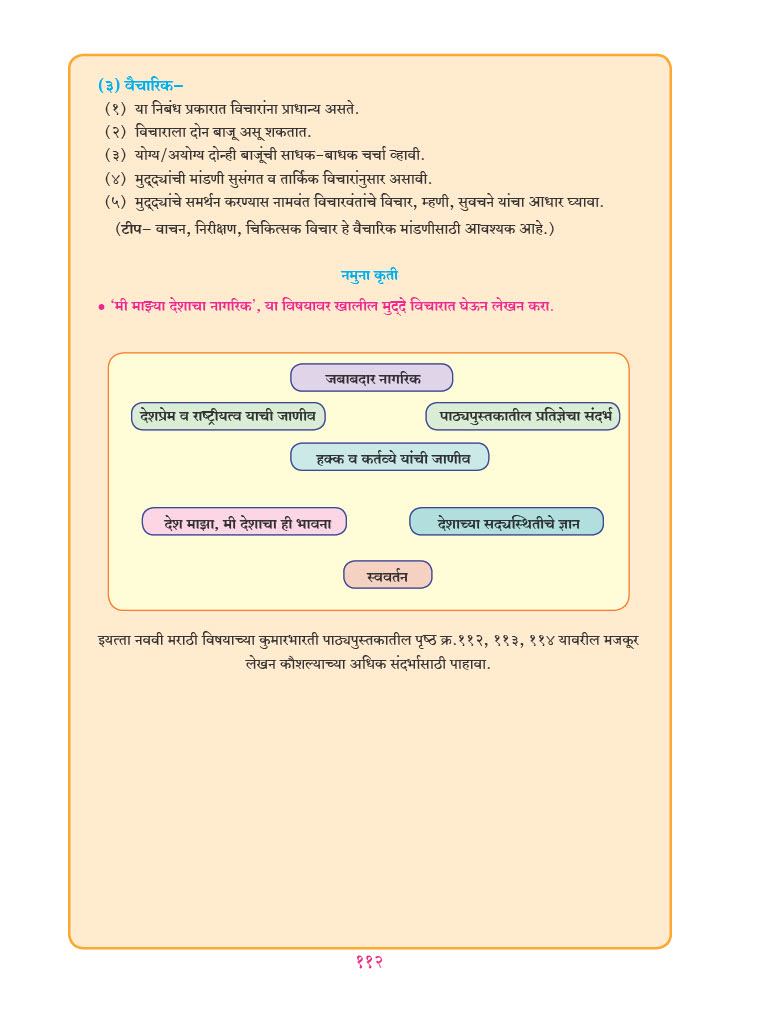 (३) वैचारिक–
(१) या निबंध प्रकारात विचारांना प्राधान्य असते.
(२) विचाराला दोन बाजू असू शकतात.
(३) योग्य/अयोग्य दोन्ही बाजूंची साधक-बाधक चर्चा व्हावी.
(४) मुद्द्यांची मांडणी सुसंगत व तार्किक विचारांनुसार असावी.
(५) मुद्द्यांचे समर्थन करण्यास नामवंत विचारवंतांचे विचार, म्हणी, सुवचने यांचा आधार घ्यावा.
(टीप– वाचन, निरीक्षण, चिकित्सक विचार हे वैचारिक मांडणीसाठी आवश्यक आहे.)
नमुना कृती
• ‘मी माझ्या देशाचा नागरिक’, या विषयावर खालील मुद्दे विचारात घेऊन लेखन करा.
जबाबदार नागरिक
देशप्रेम व राष्ट्रीयत्व याची जाणीव
पाठ्यपुस्तकातील प्रतिज्ञेचा संदर्भ
हक्क व कर्तव्ये यांची जाणीव
देश माझा, मी देशाचा ही भावना
देशाच्या सद्यस्थितीचे ज्ञान
स्ववर्तन
इयत्ता नववी मराठी विषयाच्या कुमारभारती पाठ्यपुस्तकातील पृष्ठ क्र.११२, ११३, ११४ यावरील मजकूर
लेखन कौशल्याच्या अधिक संदर्भासाठी पाहावा.
११२